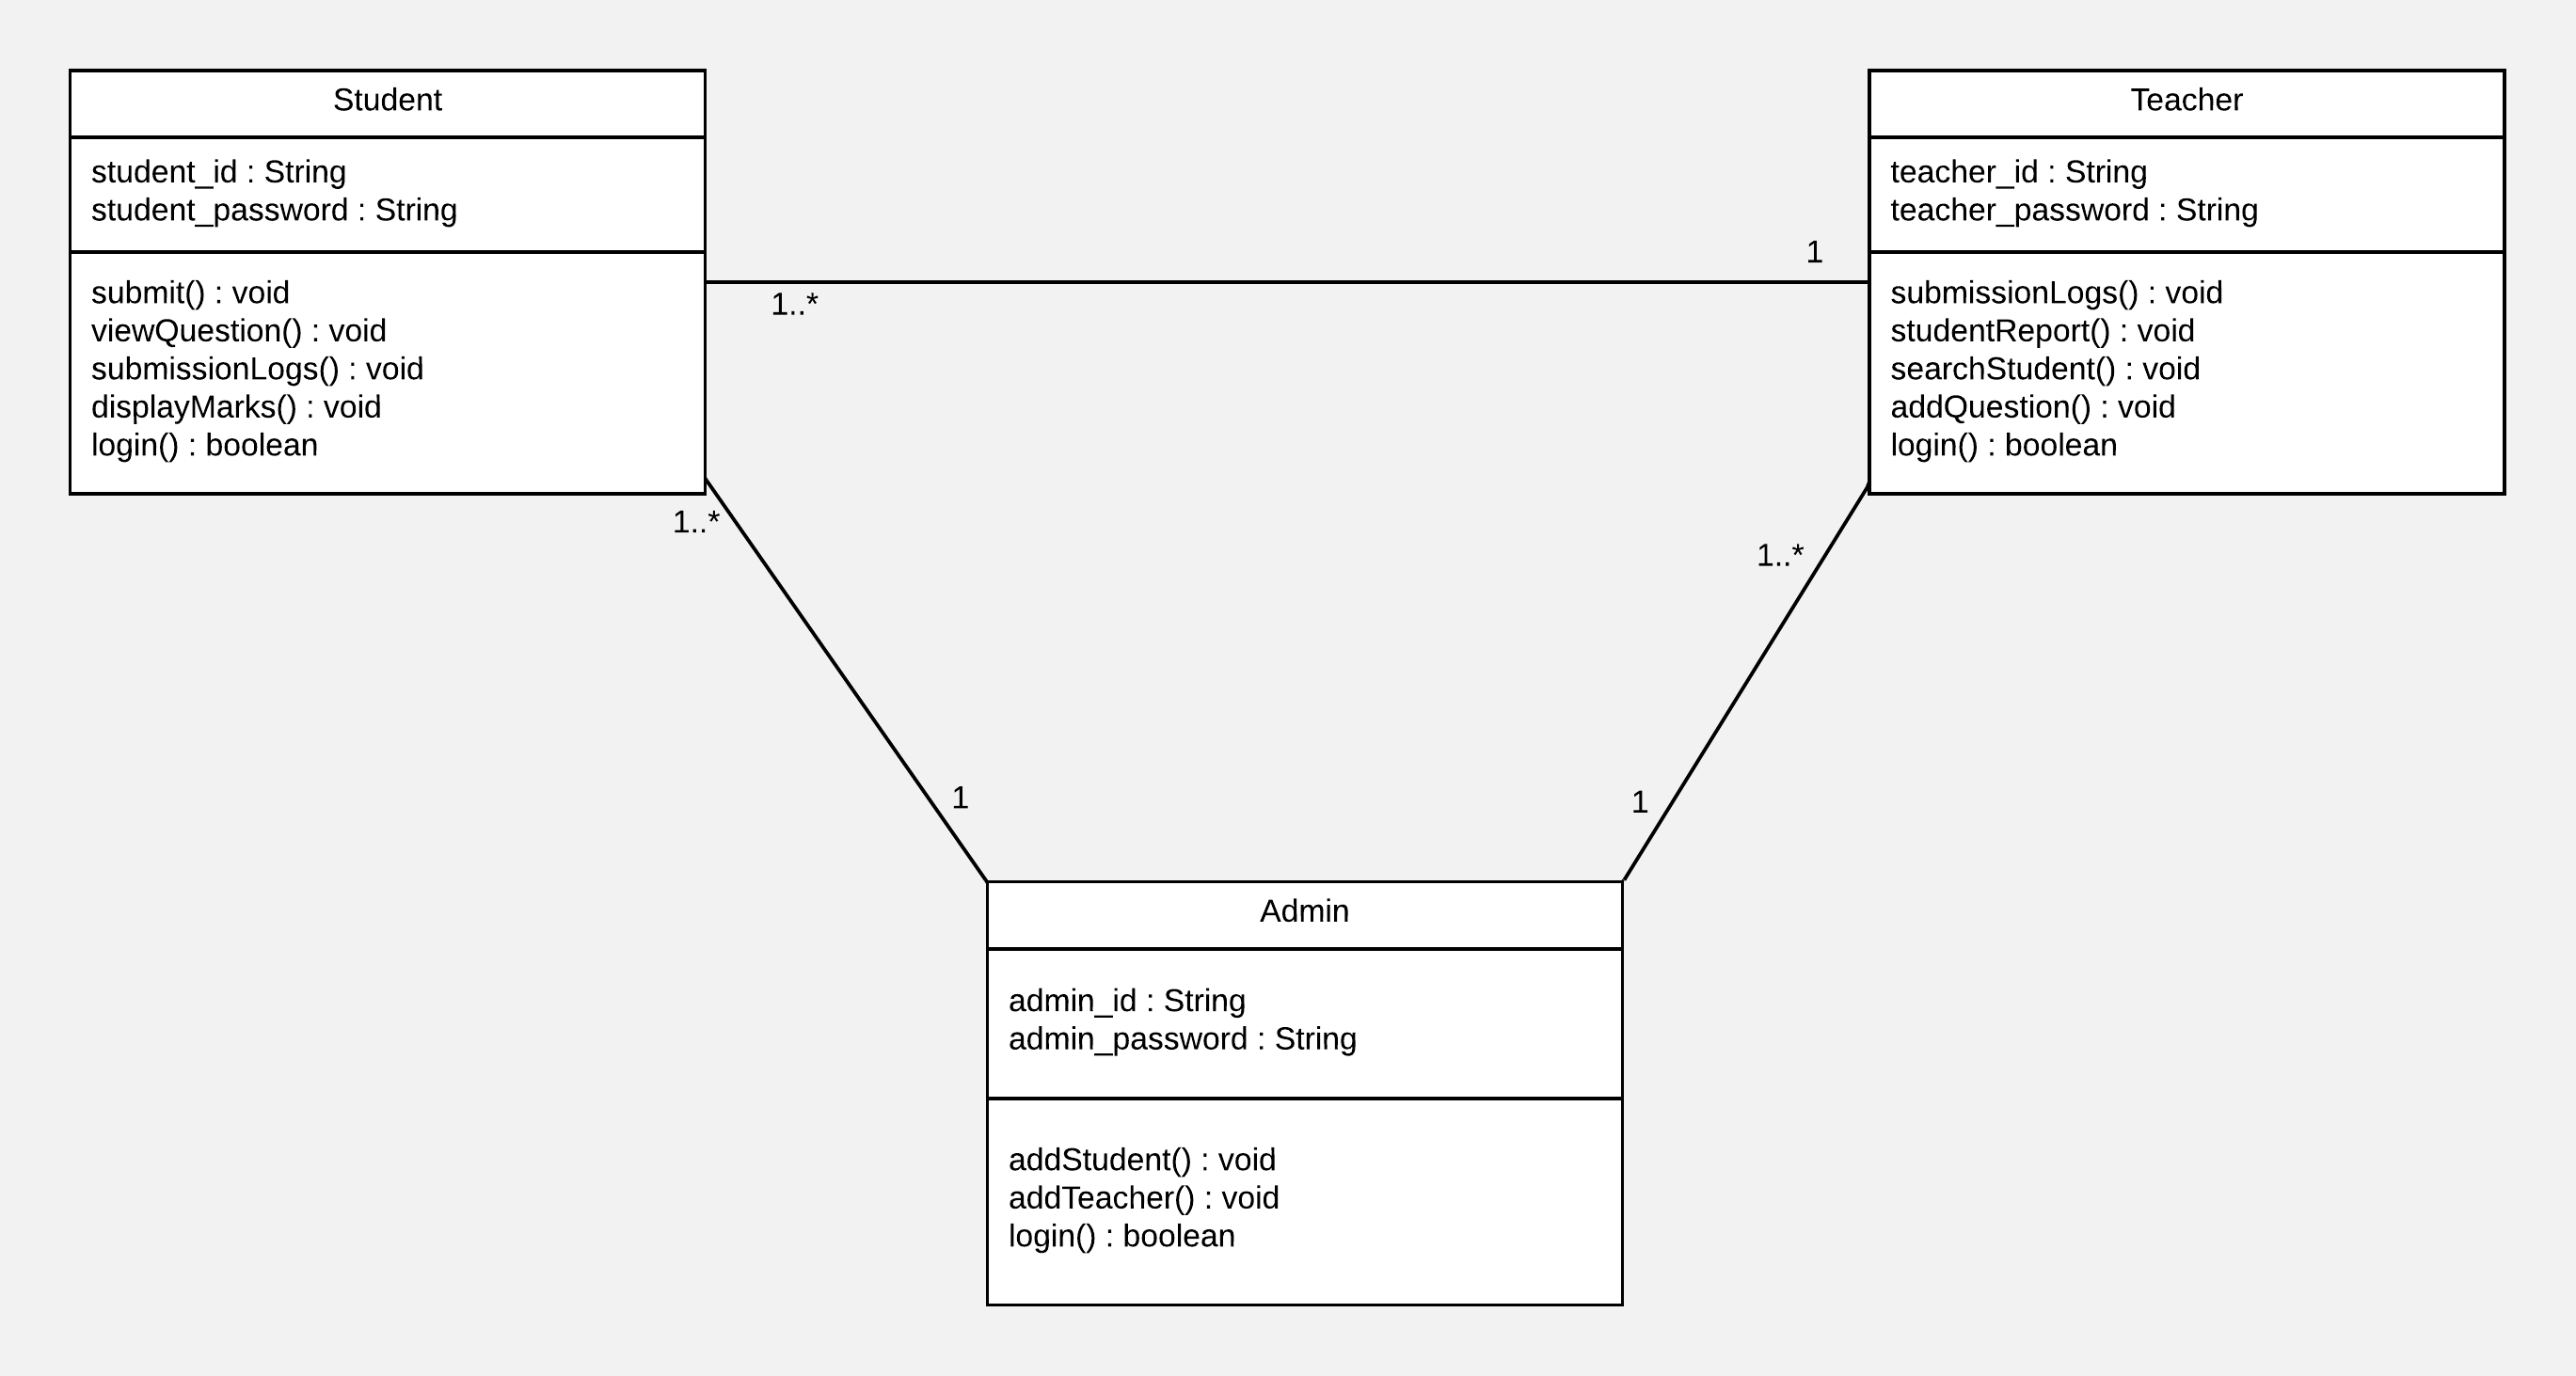 Student
student_id : String
student_password : String
submit() : void
viewQuestion() : void
submissionLogs() : void
displayMarks() : void
login() : boolean
1..*
1
Teacher
teacher_id : String
teacher_password : String
submissionLogs() : void
studentReport() : void
searchStudent() : void
addQuestion() : void
login() : boolean
1..*
1..*
1
1
Admin
admin_id : String
admin_password : String
addStudent() : void
addTeacher() : void
login() : boolean